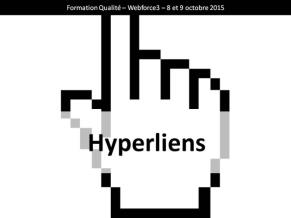 Formation Qualité – Webforce3 – 8 et 9 octobre 2015
Hyperliens